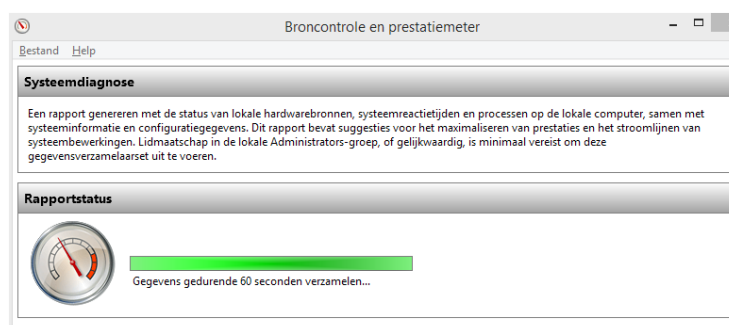 Broncontrole en prestatiemeter
Bestand Help
Systeemdiagnose
Een rapport genereren met de status van lokale hardwarebronnen, systeemreactietijden en processen op de lokale computer, samen met
systeeminformatie en configuratiegegevens. Dit rapport bevat suggesties voor het maximaliseren van prestaties en het stroomlijnen van
systeembewerkingen. Lidmaatschap in de lokale Administrators-groep, of gelijkwaardig, is minimaal vereist om deze
gegevensverzamelaarset uit te voeren.
Rapportstatus
Gegevens gedurende 60 seconden verzamelen...